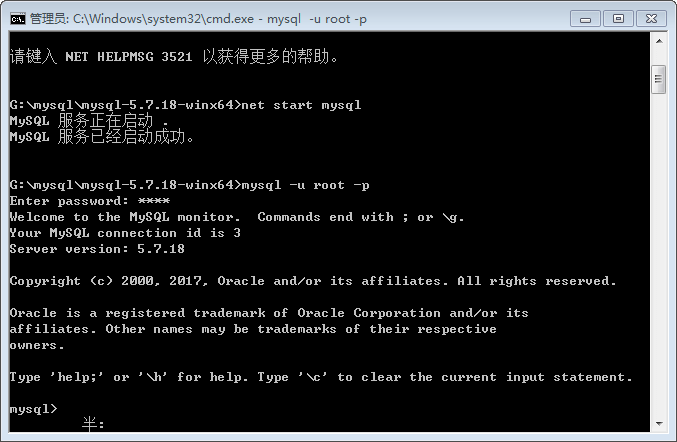 管理员: C:\Windows\system32\cmd.exe - mysql -u root -p
请键入 NET HELPMSG 3521 以获得更多的帮助。
G:\mysql\mysql-5.7.18-winx64>net start mysql
MySQL 服务正在启动 .
MySQL 服务已经启动成功。
G:\mysql\mysql-5.7.18-winx64>mysql -u root -p
Enter password: ****
Welcome to the MySQL monitor.  Commands end with ; or \g.
Your MySQL connection id is 3
Server version: 5.7.18
Copyright (c) 2000, 2017, Oracle and/or its affiliates. All rights reserved.
Oracle is a registered trademark of Oracle Corporation and/or its
affiliates. Other names may be trademarks of their respective
owners.
Type 'help;' or '\h' for help. Type '\c' to clear the current input statement.
mysql>
半: